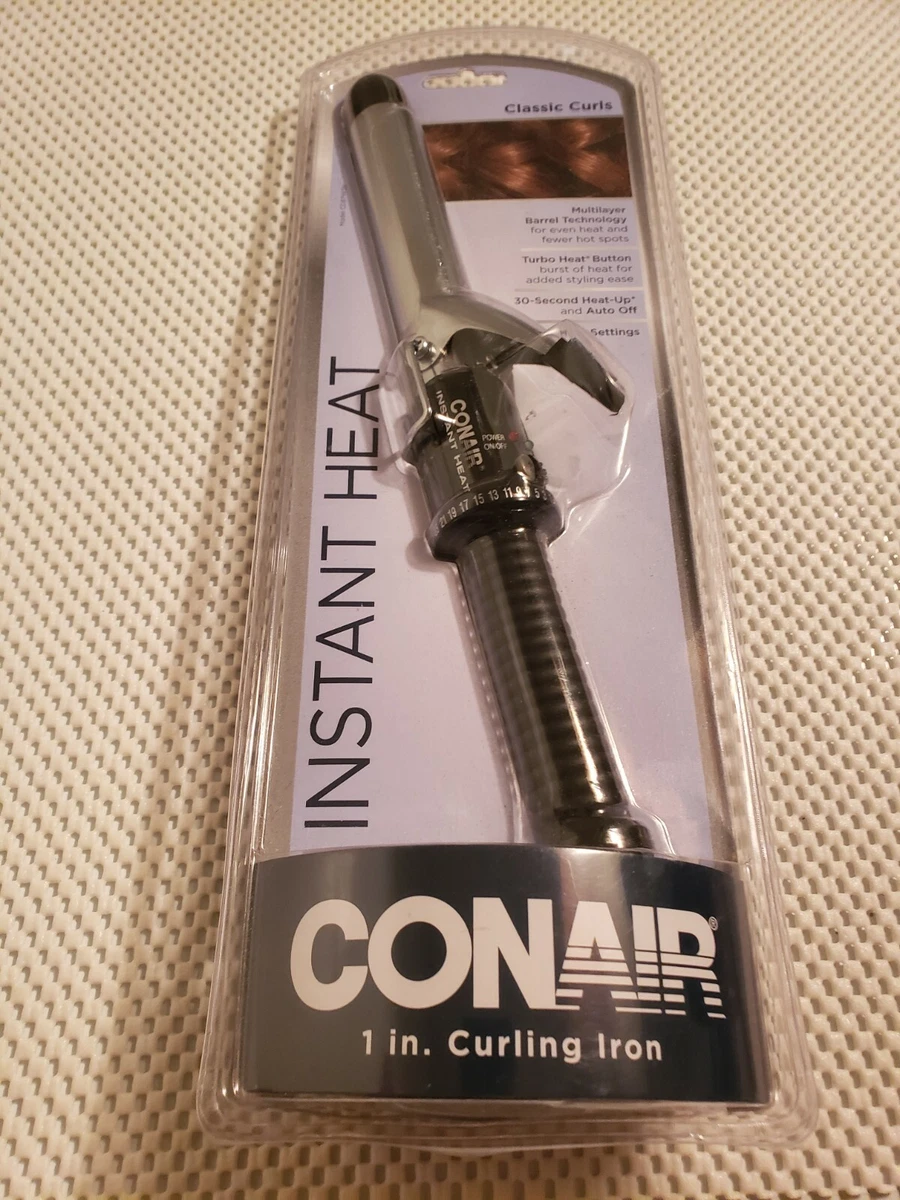 Classic Curls
Multilayer
Barrel Technology
for even heat and
fewer hot spots
Turbo Heat® Button
burst of heat for
added styling ease
30-Second Heat-Up*
and Auto Off
Settings
INSTANT HEAT
CONAIR®
INSTANT HEAT
POWER
ON/OFF
21 19 17 15 13 11 9 7 5
CONAIR®
1 in. Curling Iron